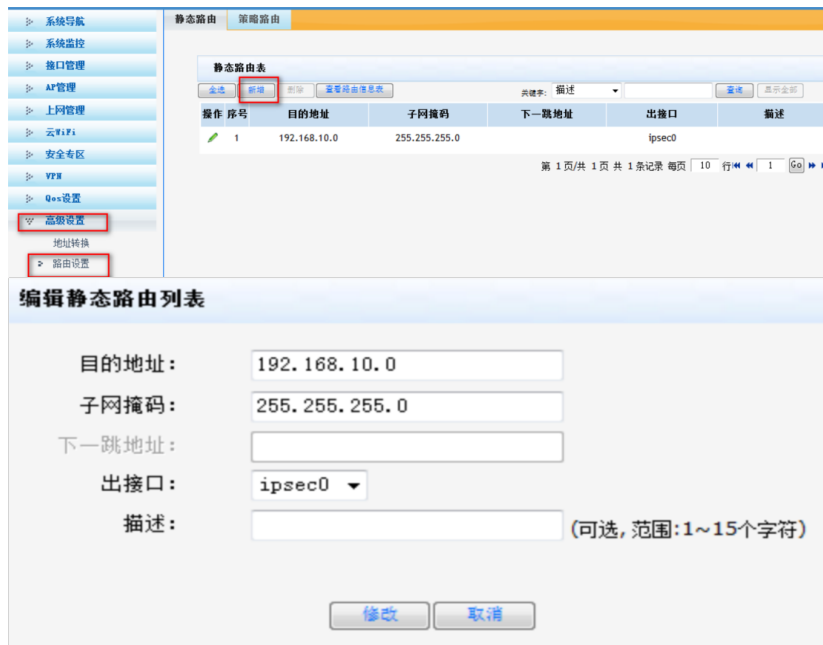 系统导航
系统监控
接口管理
AP管理
上网管理
云WiFi
安全专区
VPN
Qos设置
高级设置
地址转换
路由设置
静态路由 策略路由
静态路由表
全选 新增 删除 查看路由信息表 关键字: 描述 查询 显示全部
操作 序号 目的地址 子网掩码 下一跳地址 出接口 描述
1 192.168.10.0 255.255.255.0 ipsec0
第 1页/共 1页 共 1条记录 每页 10 行 1 Go
编辑静态路由列表
目的地址: 192.168.10.0
子网掩码: 255.255.255.0
下一跳地址:
出接口: ipsec0
描述: (可选,范围:1~15个字符)
修改 取消